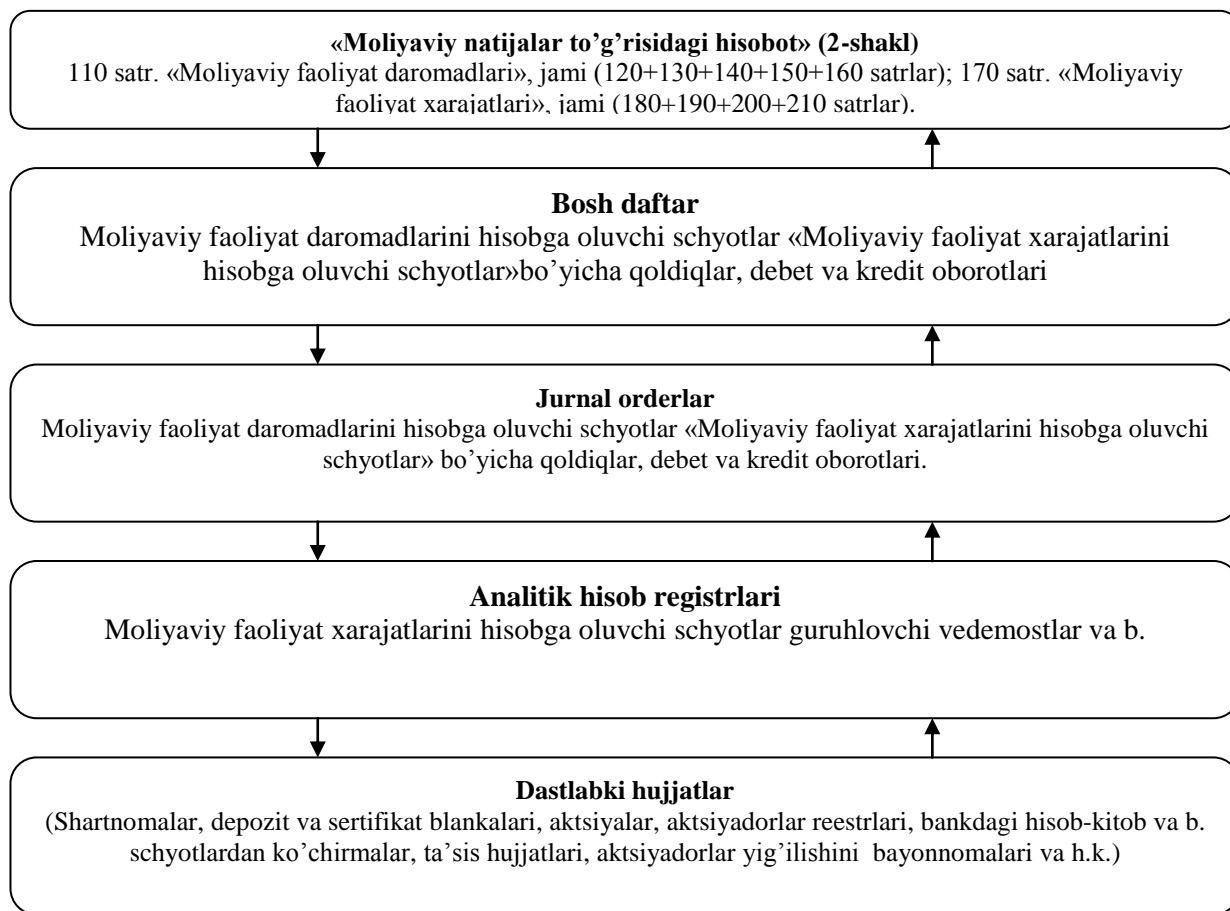 «Moliyaviy natijalar to’g’risidagi hisobot» (2-shakl)
110 satr. «Moliyaviy faoliyat daromadlari», jami (120+130+140+150+160 satrlar); 170 satr. «Moliyaviy
faoliyat xarajatlari», jami (180+190+200+210 satrlar).
Bosh daftar
Moliyaviy faoliyat daromadlarini hisobga oluvchi schyotlar «Moliyaviy faoliyat xarajatlarini
hisobga oluvchi schyotlar»bo’yicha qoldiqlar, debet va kredit oborotlari
Jurnal orderlar
Moliyaviy faoliyat daromadlarini hisobga oluvchi schyotlar «Moliyaviy faoliyat xarajatlarini hisobga oluvchi
schyotlar» bo’yicha qoldiqlar, debet va kredit oborotlari.
Analitik hisob registrlari
Moliyaviy faoliyat xarajatlarini hisobga oluvchi schyotlar guruhlovchi vedemostlar va b.
Dastlabki hujjatlar
(Shartnomalar, depozit va sertifikat blankalari, aktsiyalar, aktsiyadorlar reestrlari, bankdagi hisob-kitob va b.
schyotlardan ko’chirmalar, ta’sis hujjatlari, aktsiyadorlar yig’ilishini bayonnomalari va h.k.)